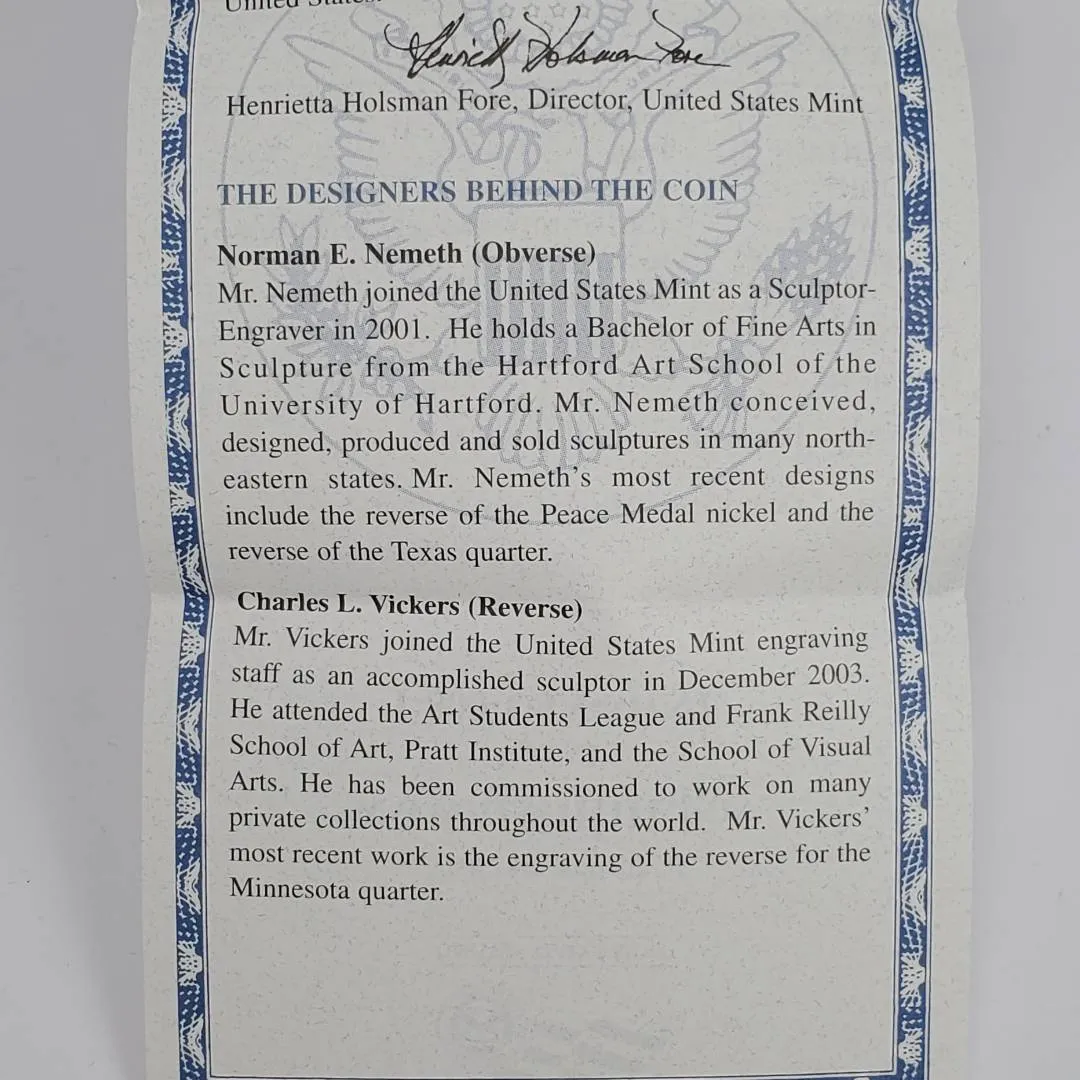 United States.
Henrietta Holsman Fore
Henrietta Holsman Fore, Director, United States Mint
THE DESIGNERS BEHIND THE COIN
Norman E. Nemeth (Obverse)
Mr. Nemeth joined the United States Mint as a Sculptor-
Engraver in 2001. He holds a Bachelor of Fine Arts in
Sculpture from the Hartford Art School of the
University of Hartford. Mr. Nemeth conceived,
designed, produced and sold sculptures in many north-
eastern states. Mr. Nemeth's most recent designs
include the reverse of the Peace Medal nickel and the
reverse of the Texas quarter.
Charles L. Vickers (Reverse)
Mr. Vickers joined the United States Mint engraving
staff as an accomplished sculptor in December 2003.
He attended the Art Students League and Frank Reilly
School of Art, Pratt Institute, and the School of Visual
Arts. He has been commissioned to work on many
private collections throughout the world. Mr. Vickers'
most recent work is the engraving of the reverse for the
Minnesota quarter.